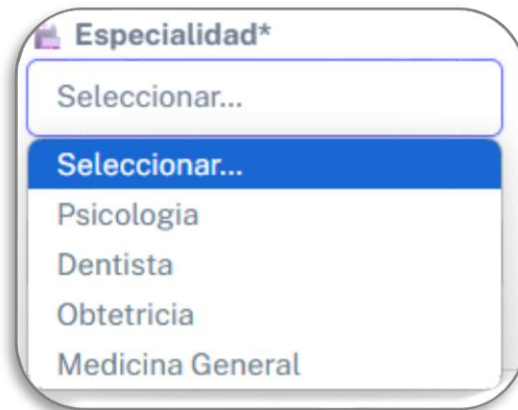 Especialidad*
Seleccionar...
Seleccionar...
Psicologia
Dentista
Obtetricia
Medicina General